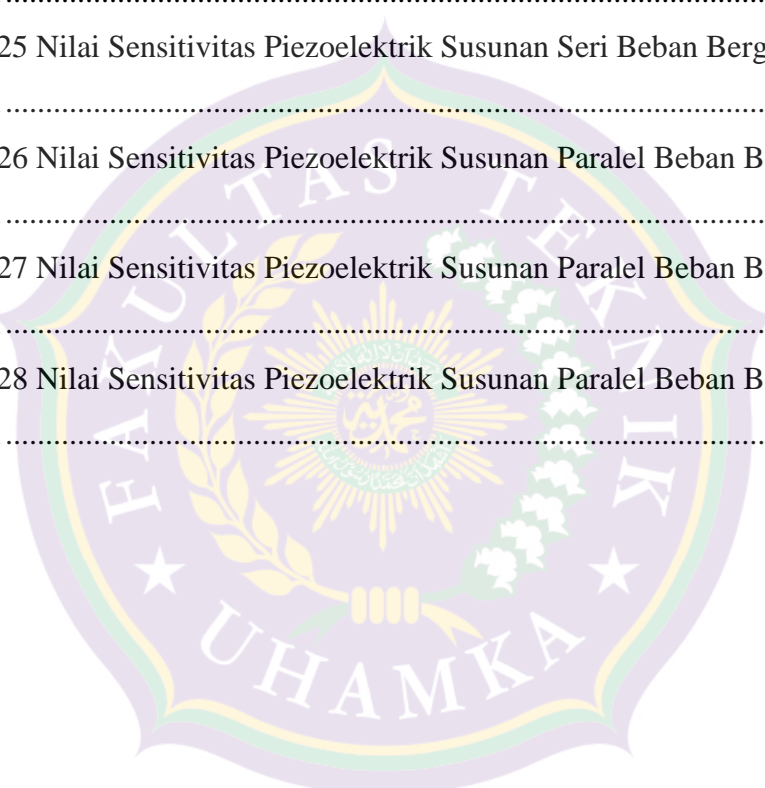 ................................................................................................
25 Nilai Sensitivitas Piezoelektrik Susunan Seri Beban Berg
................................................................................................
26 Nilai Sensitivitas Piezoelektrik Susunan Paralel Beban B
................................................................................................
27 Nilai Sensitivitas Piezoelektrik Susunan Paralel Beban B
................................................................................................
28 Nilai Sensitivitas Piezoelektrik Susunan Paralel Beban B
................................................................................................
FAKULTAS TEKNIK
UHAMKA